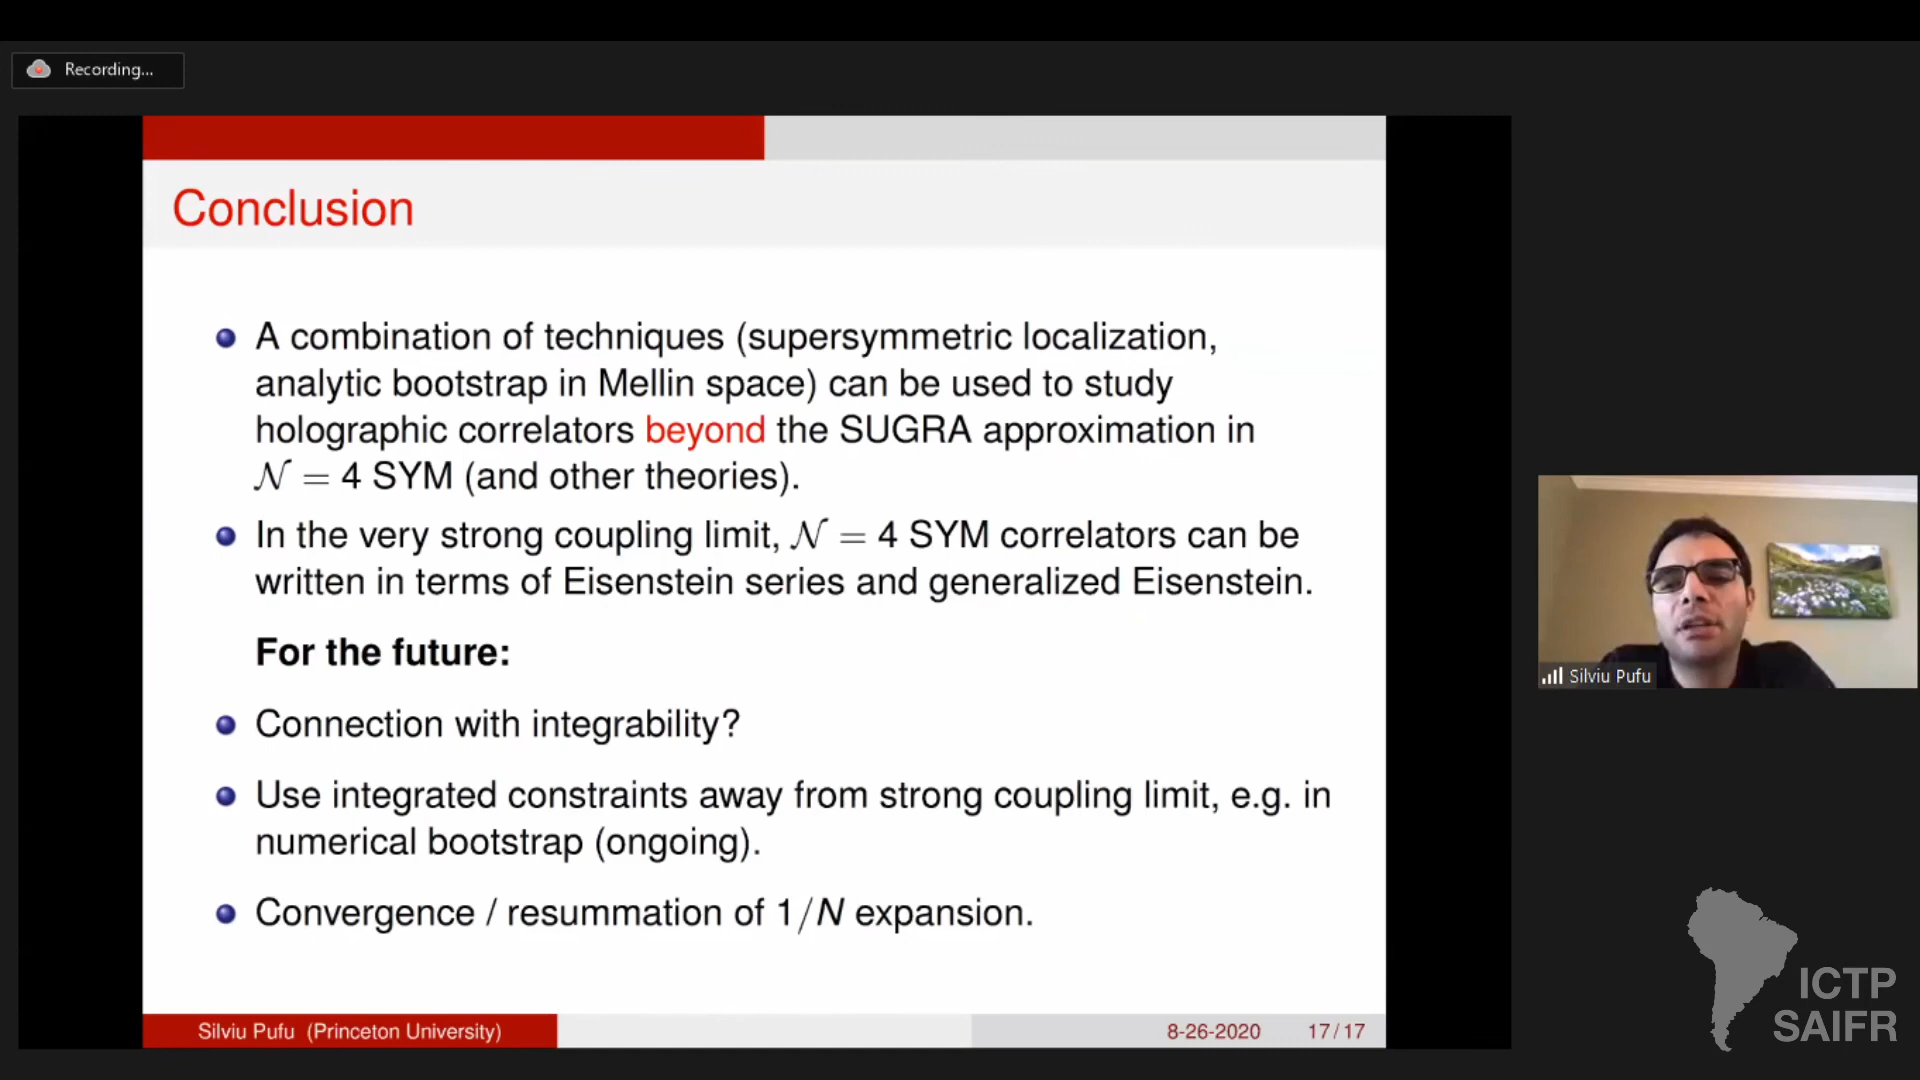 Recording...
Conclusion
A combination of techniques (supersymmetric localization,
analytic bootstrap in Mellin space) can be used to study
holographic correlators beyond the SUGRA approximation in
𝒩 = 4 SYM (and other theories).
In the very strong coupling limit, 𝒩 = 4 SYM correlators can be
written in terms of Eisenstein series and generalized Eisenstein.
For the future:
Connection with integrability?
Use integrated constraints away from strong coupling limit, e.g. in
numerical bootstrap (ongoing).
Convergence / resummation of 1/N expansion.
Silviu Pufu (Princeton University)
8-26-2020
17/17
Silviu Pufu
ICTP
SAIFR